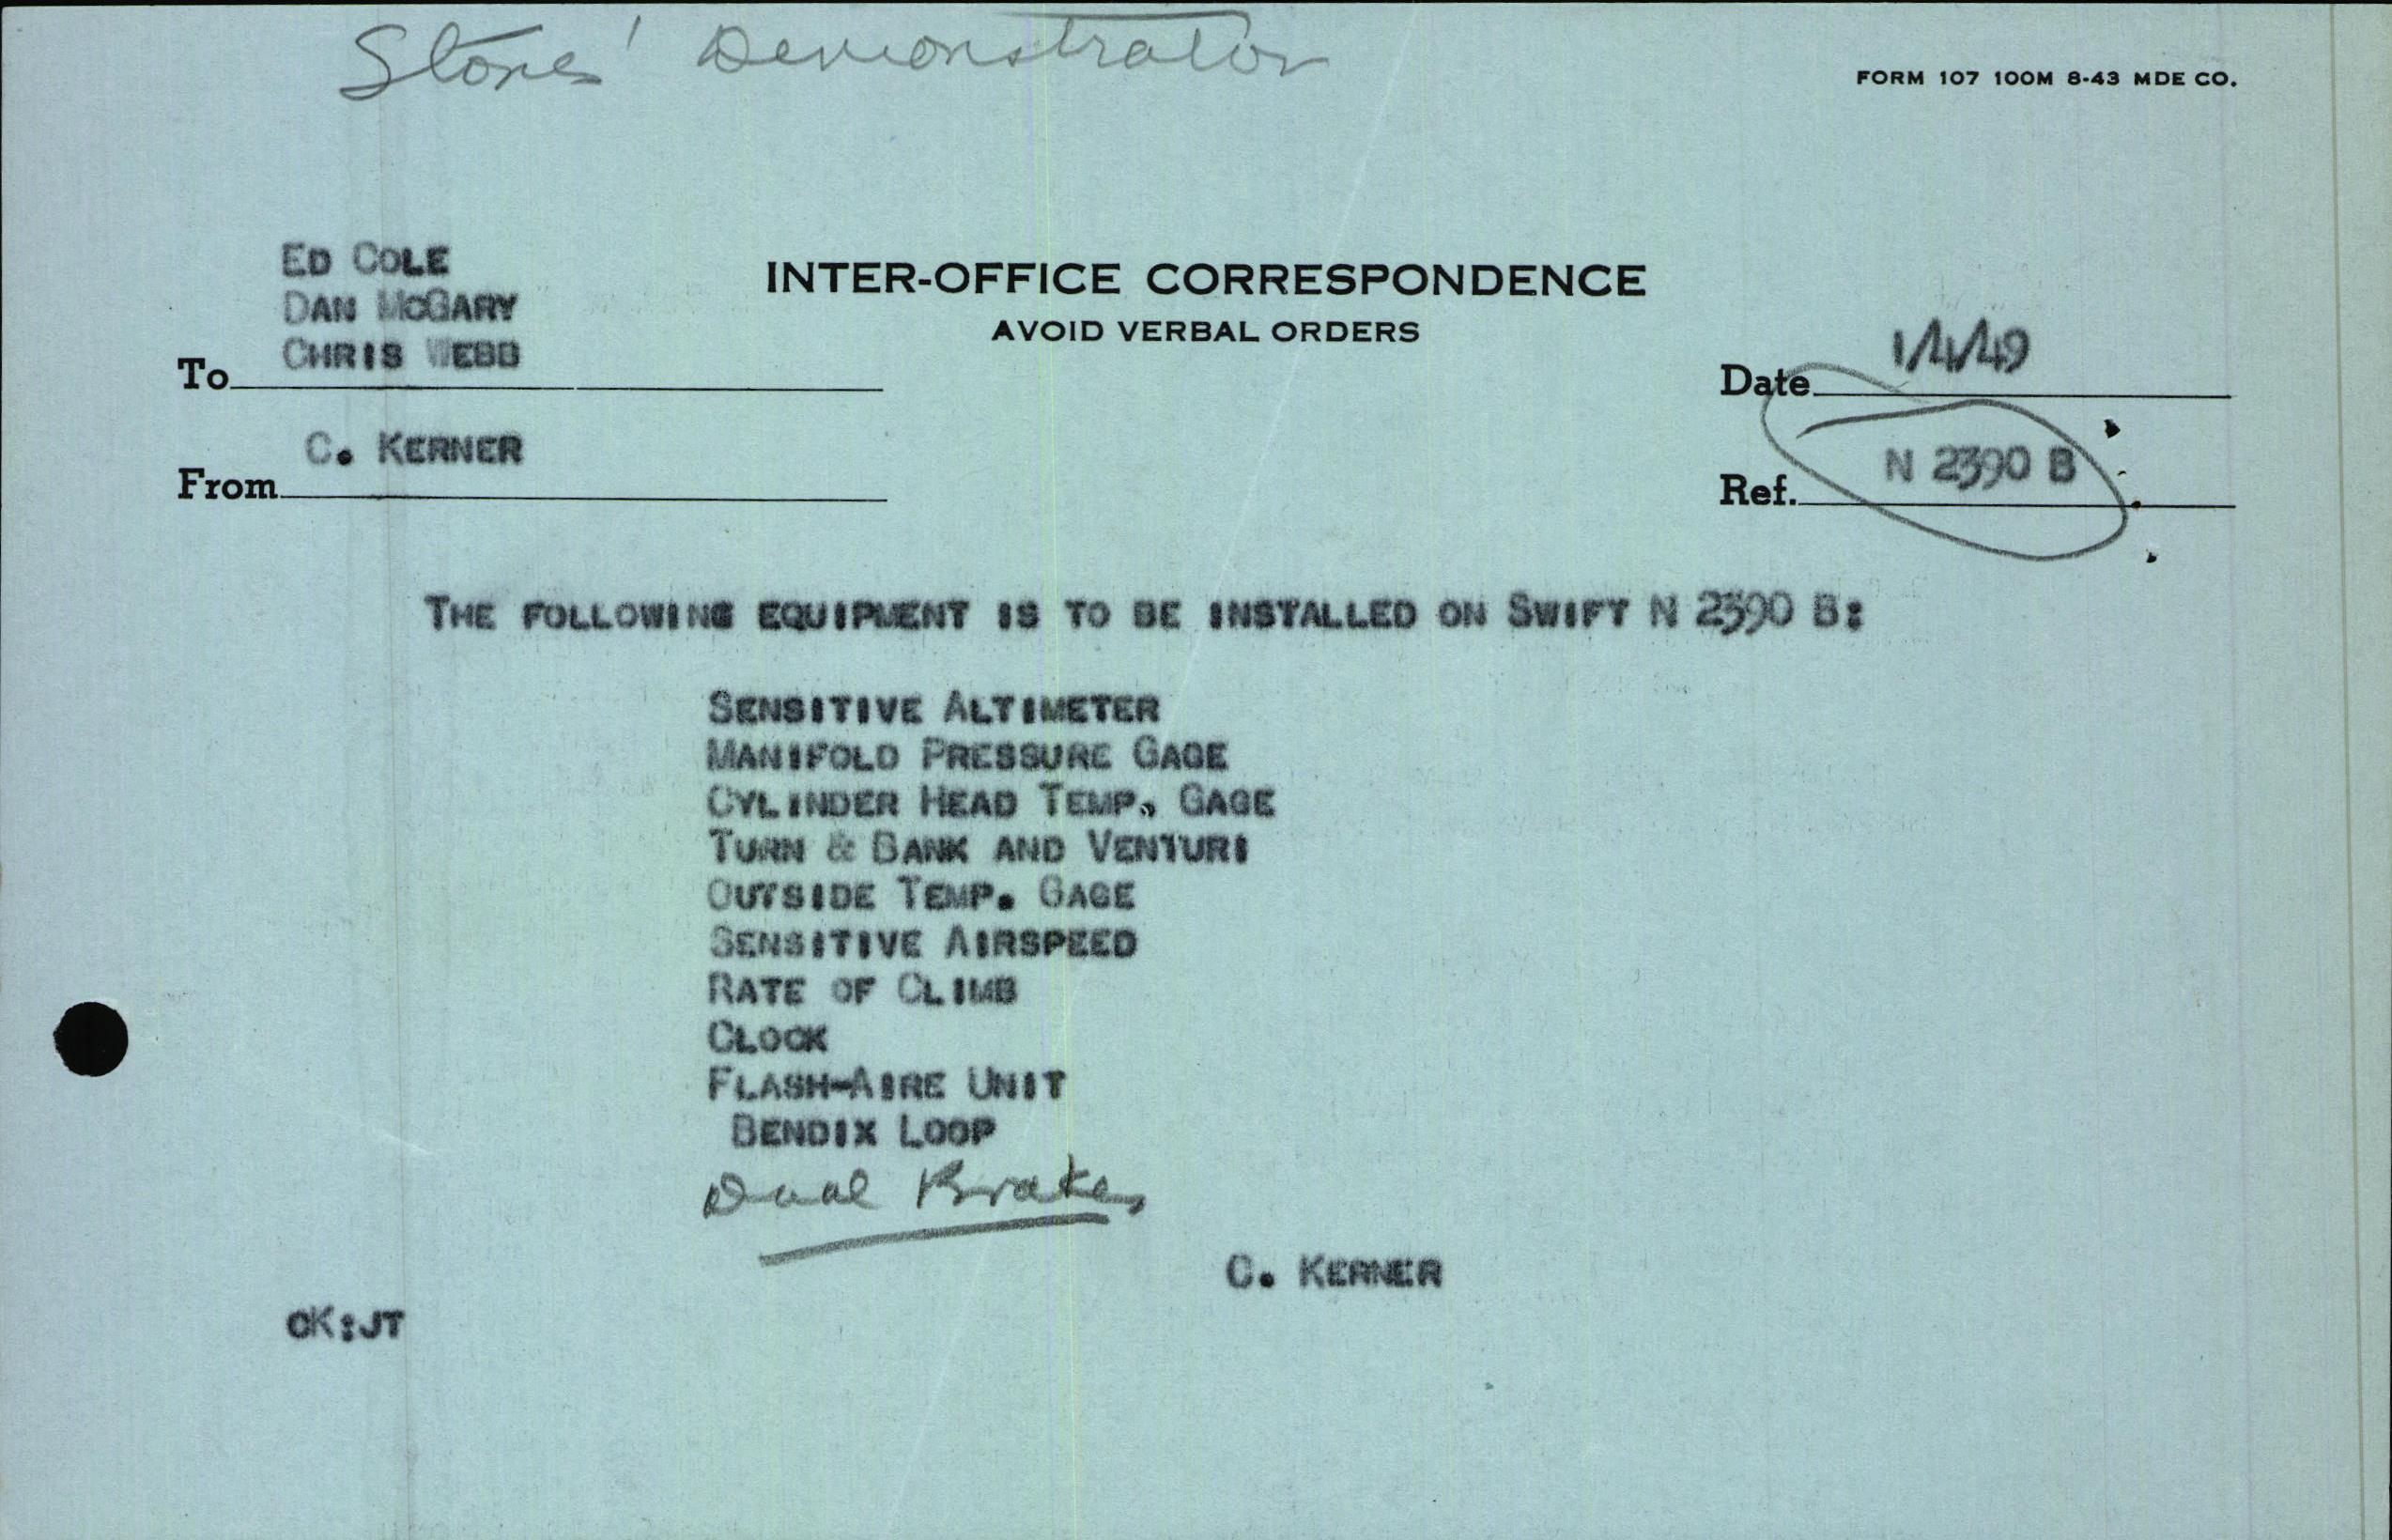 Stones' Demonstrator
FORM 107 100M 8-43 MDE CO.
ED COLE
DAN MCGARY
CHRIS WEBB
INTER-OFFICE CORRESPONDENCE
AVOID VERBAL ORDERS
To
Date 1/4/49
From C. KERNER
Ref. N 2390 B
THE FOLLOWING EQUIPMENT IS TO BE INSTALLED ON SWIFT N 2390 B:
SENSITIVE ALTIMETER
MANIFOLD PRESSURE GAGE
CYLINDER HEAD TEMP. GAGE
TURN & BANK AND VENTURI
OUTSIDE TEMP. GAGE
SENSITIVE AIRSPEED
RATE OF CLIMB
CLOCK
FLASH-AIRE UNIT
BENDIX LOOP
Dual Brakes
C. KERNER
CK:JT